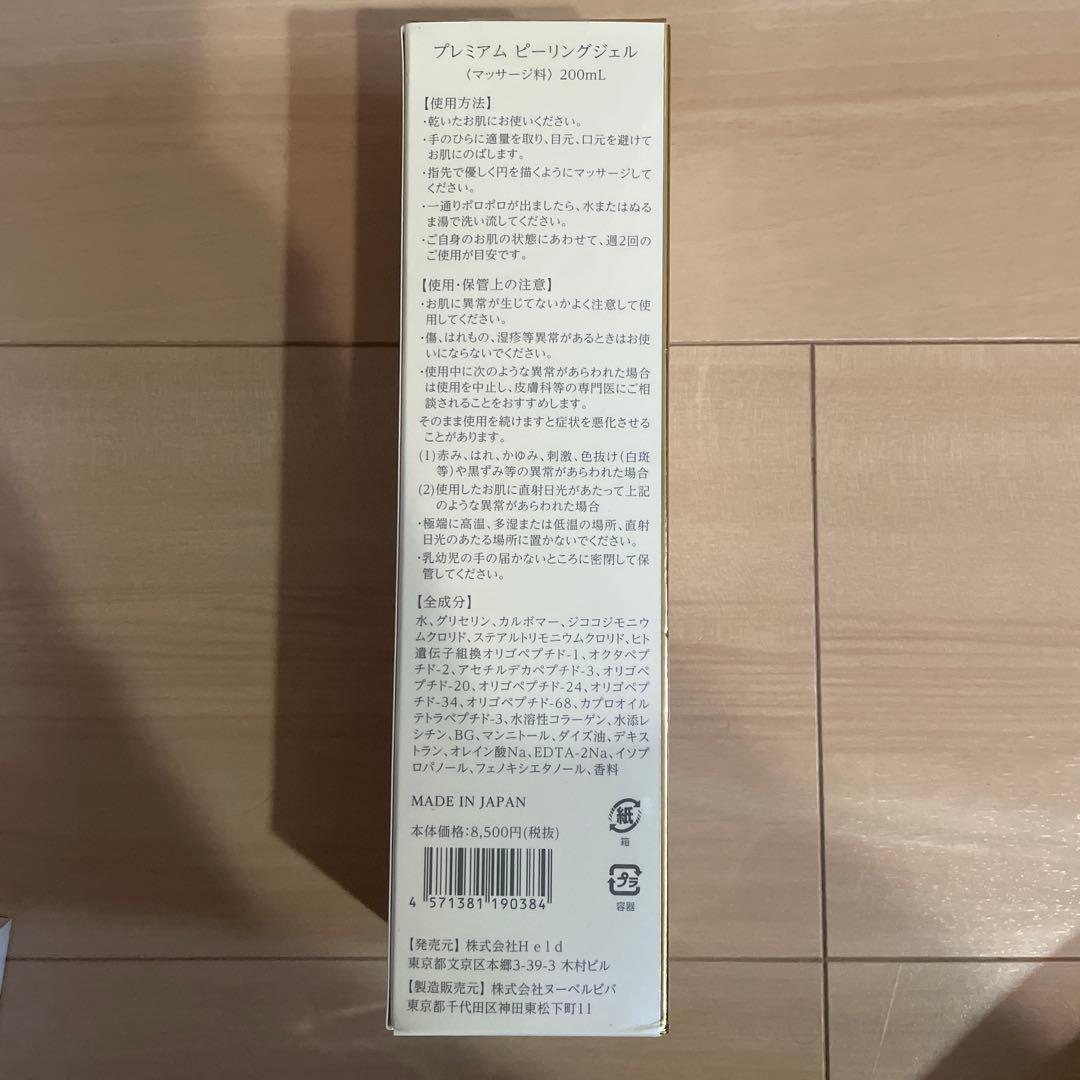 プレミアム ピーリングジェル
〈マッサージ料〉 200mL
【使用方法】
・乾いたお肌にお使いください。
・手のひらに適量を取り、目元、口元を避けて
お肌にのばします。
・指先で優しく円を描くようにマッサージして
ください。
・一通りポロポロが出ましたら、水またはぬる
ま湯で洗い流してください。
・ご自身のお肌の状態にあわせて、週2回の
ご使用が目安です。
【使用・保管上の注意】
・お肌に異常が生じてないかよく注意して使
用してください。
・傷、はれもの、湿疹等異常があるときはお使
いにならないでください。
・使用中に次のような異常があらわれた場合
は使用を中止し、皮膚科等の専門医にご相
談されることをおすすめします。
そのまま使用を続けますと症状を悪化させる
ことがあります。
(1)赤み、はれ、かゆみ、刺激、色抜け(白斑
等)や黒ずみ等の異常があらわれた場合
(2)使用したお肌に直射日光があたって上記
のような異常があらわれた場合
・極端に高温、多湿または低温の場所、直射
日光のあたる場所に置かないでください。
・乳幼児の手の届かないところに密閉して保
管してください。
【全成分】
水、グリセリン、カルボマー、ジココジモニウ
ムクロリド、ステアルトリモニウムクロリド、ヒト
遺伝子組換オリゴペプチド-1、オクタペプ
チド-2、アセチルデカペプチド-3、オリゴペ
プチド-20、オリゴペプチド-24、オリゴペプ
チド-34、オリゴペプチド-68、カプロオイル
テトラペプチド-3、水溶性コラーゲン、水添レ
シチン、BG、マンニトール、ダイズ油、デキス
トラン、オレイン酸Na、EDTA-2Na、イソプ
ロパノール、フェノキシエタノール、香料
MADE IN JAPAN
紙
箱
本体価格:8,500円(税抜)
プラ
容器
4 571381 190384
【発売元】 株式会社Held
東京都文京区本郷3-39-3 木村ビル
【製造販売元】 株式会社ヌーベルビバ
東京都千代田区神田東松下町11